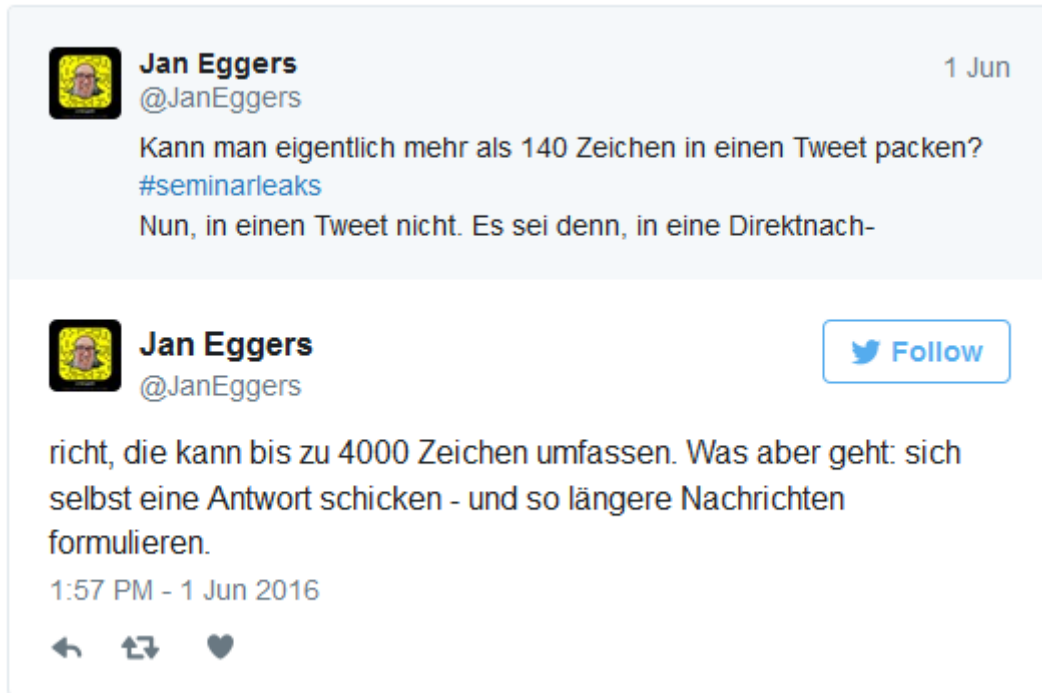 Jan Eggers
1 Jun
@JanEggers
Kann man eigentlich mehr als 140 Zeichen in einen Tweet packen?
#seminarleaks
Nun, in einen Tweet nicht. Es sei denn, in eine Direktnach-
Jan Eggers
Follow
@JanEggers
richt, die kann bis zu 4000 Zeichen umfassen. Was aber geht: sich
selbst eine Antwort schicken - und so längere Nachrichten
formulieren.
1:57 PM - 1 Jun 2016